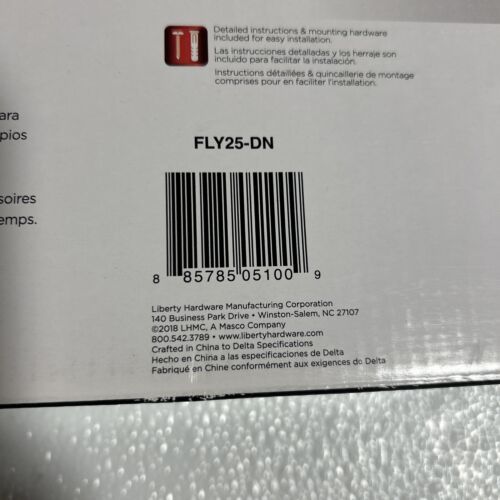 Detailed instructions & mounting hardware
included for easy installation.
Las instrucciones detalladas y los herraje son
incluido para facilitar la instalación.
Instructions détaillées & quincaillerie de montage
comprises pour en faciliter l'installation.
ara
pios
soires
emps.
FLY25-DN
8 85785 05100 9
Liberty Hardware Manufacturing Corporation
140 Business Park Drive • Winston-Salem, NC 27107
©2018 LHMC, A Masco Company
800.542.3789 • www.libertyhardware.com
Crafted in China to Delta Specifications
Hecho en China a las especificaciones de Delta
Fabriqué en Chine conformément aux exigences do Delta